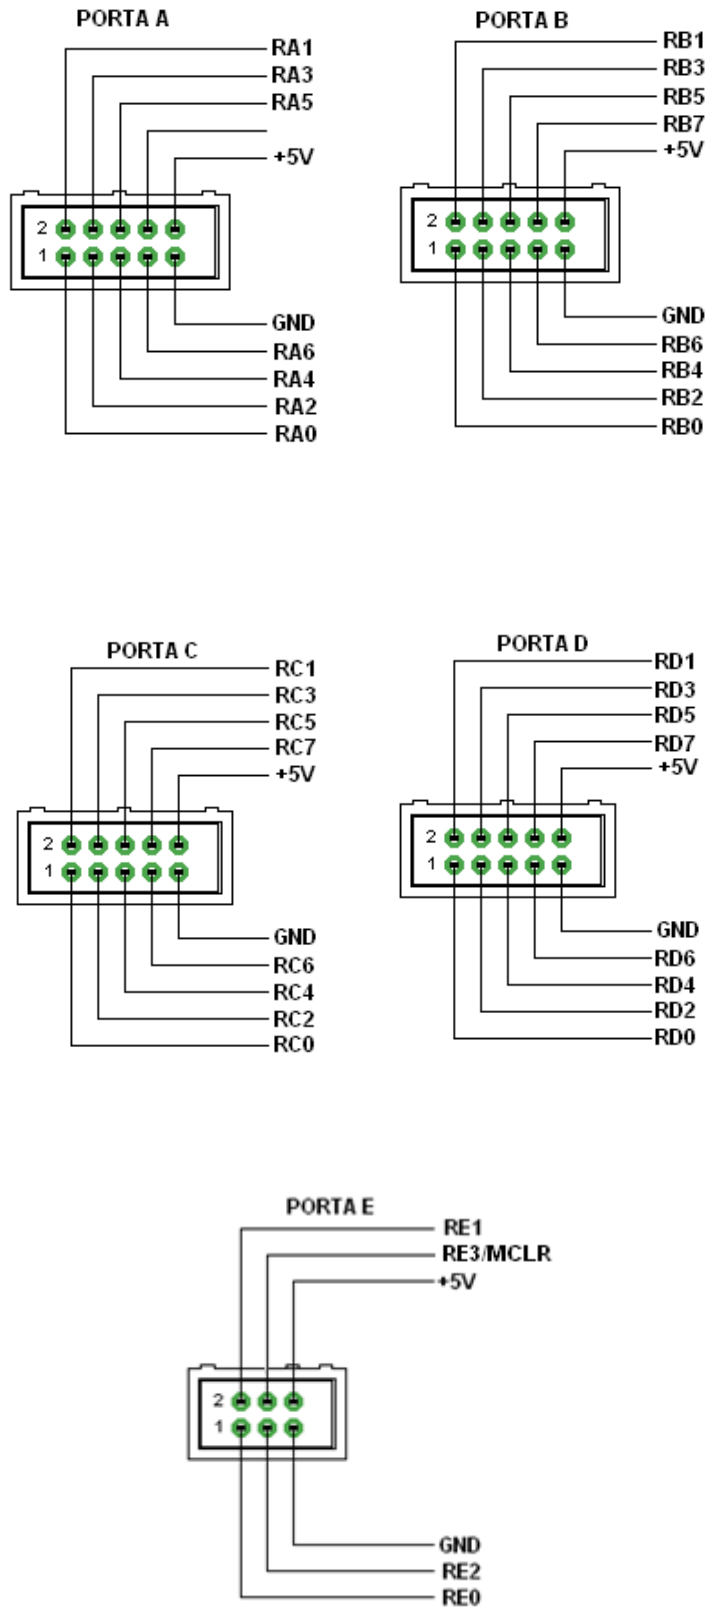 PORTA A
RA1
RA3
RA5
+5V
2
1
GND
RA6
RA4
RA2
RA0
PORTA B
RB1
RB3
RB5
RB7
+5V
2
1
GND
RB6
RB4
RB2
RB0
PORTA C
RC1
RC3
RC5
RC7
+5V
2
1
GND
RC6
RC4
RC2
RC0
PORTA D
RD1
RD3
RD5
RD7
+5V
2
1
GND
RD6
RD4
RD2
RD0
PORTA E
RE1
RE3/MCLR
+5V
2
1
GND
RE2
RE0